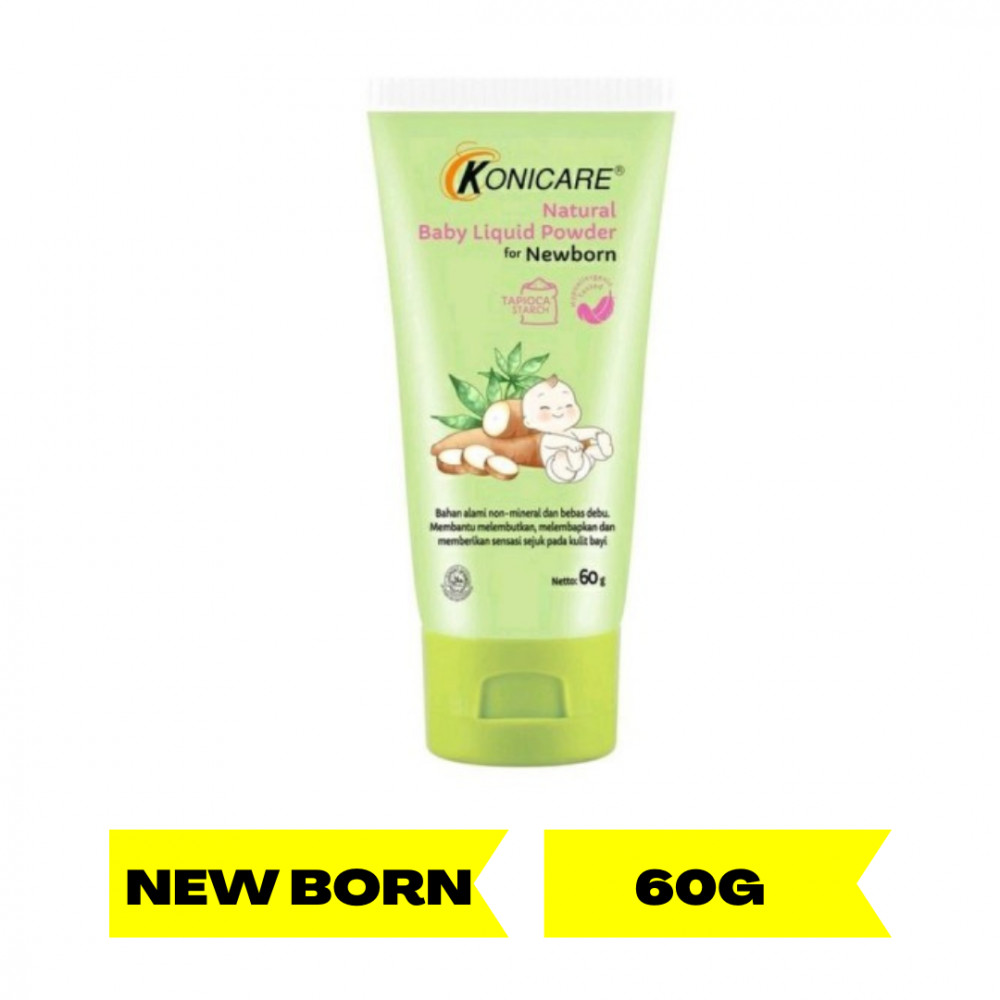 KONICARE®
Natural
Baby Liquid Powder
for Newborn
TAPIOCA
STARCH
Bahan alami non-mineral dan bebas debu.
Membantu melembutkan, melembapkan dan
memberikan sensasi sejuk pada kulit bayi
Netto: 60 g
NEW BORN
60G